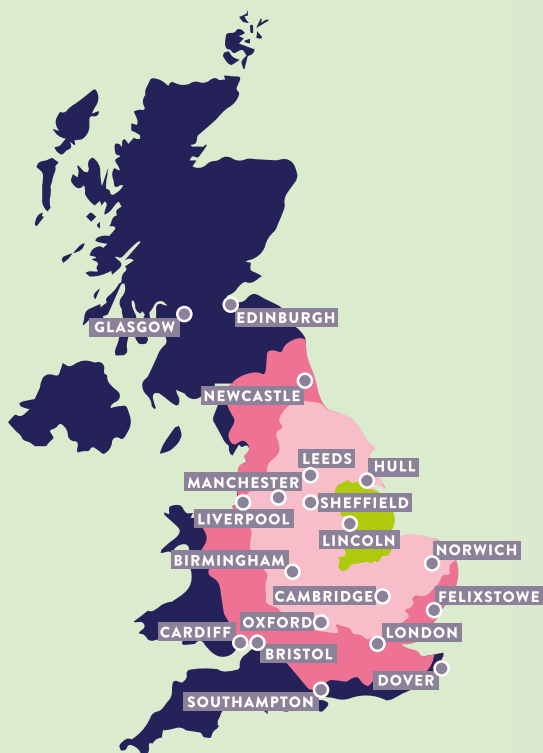 EDINBURGH
GLASGOW
NEWCASTLE
LEEDS
HULL
MANCHESTER
SHEFFIELD
LIVERPOOL
LINCOLN
NORWICH
BIRMINGHAM
CAMBRIDGE
FELIXSTOWE
OXFORD
CARDIFF
LONDON
BRISTOL
DOVER
SOUTHAMPTON